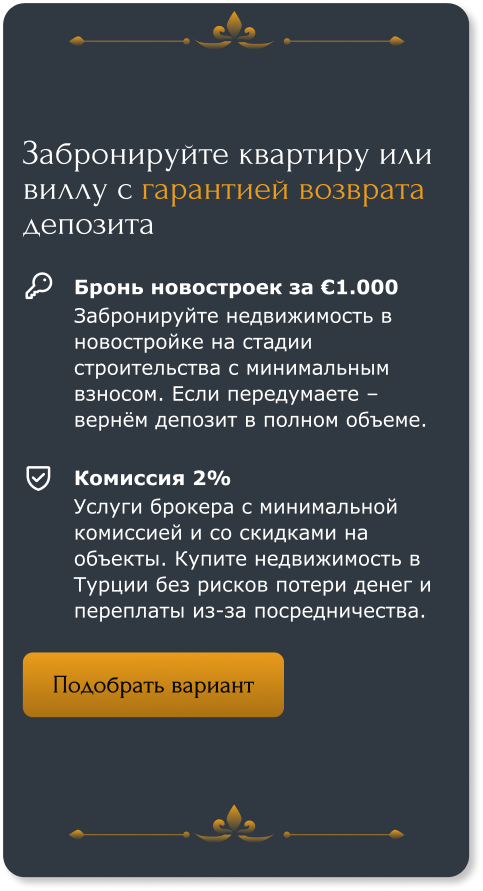 Забронируйте квартиру или
виллу с гарантией возврата
депозита
Бронь новостроек за €1.000
Забронируйте недвижимость в
новостройке на стадии
строительства с минимальным
взносом. Если передумаете –
вернём депозит в полном объеме.
Комиссия 2%
Услуги брокера с минимальной
комиссией и со скидками на
объекты. Купите недвижимость в
Турции без рисков потери денег и
переплаты из-за посредничества.
Подобрать вариант